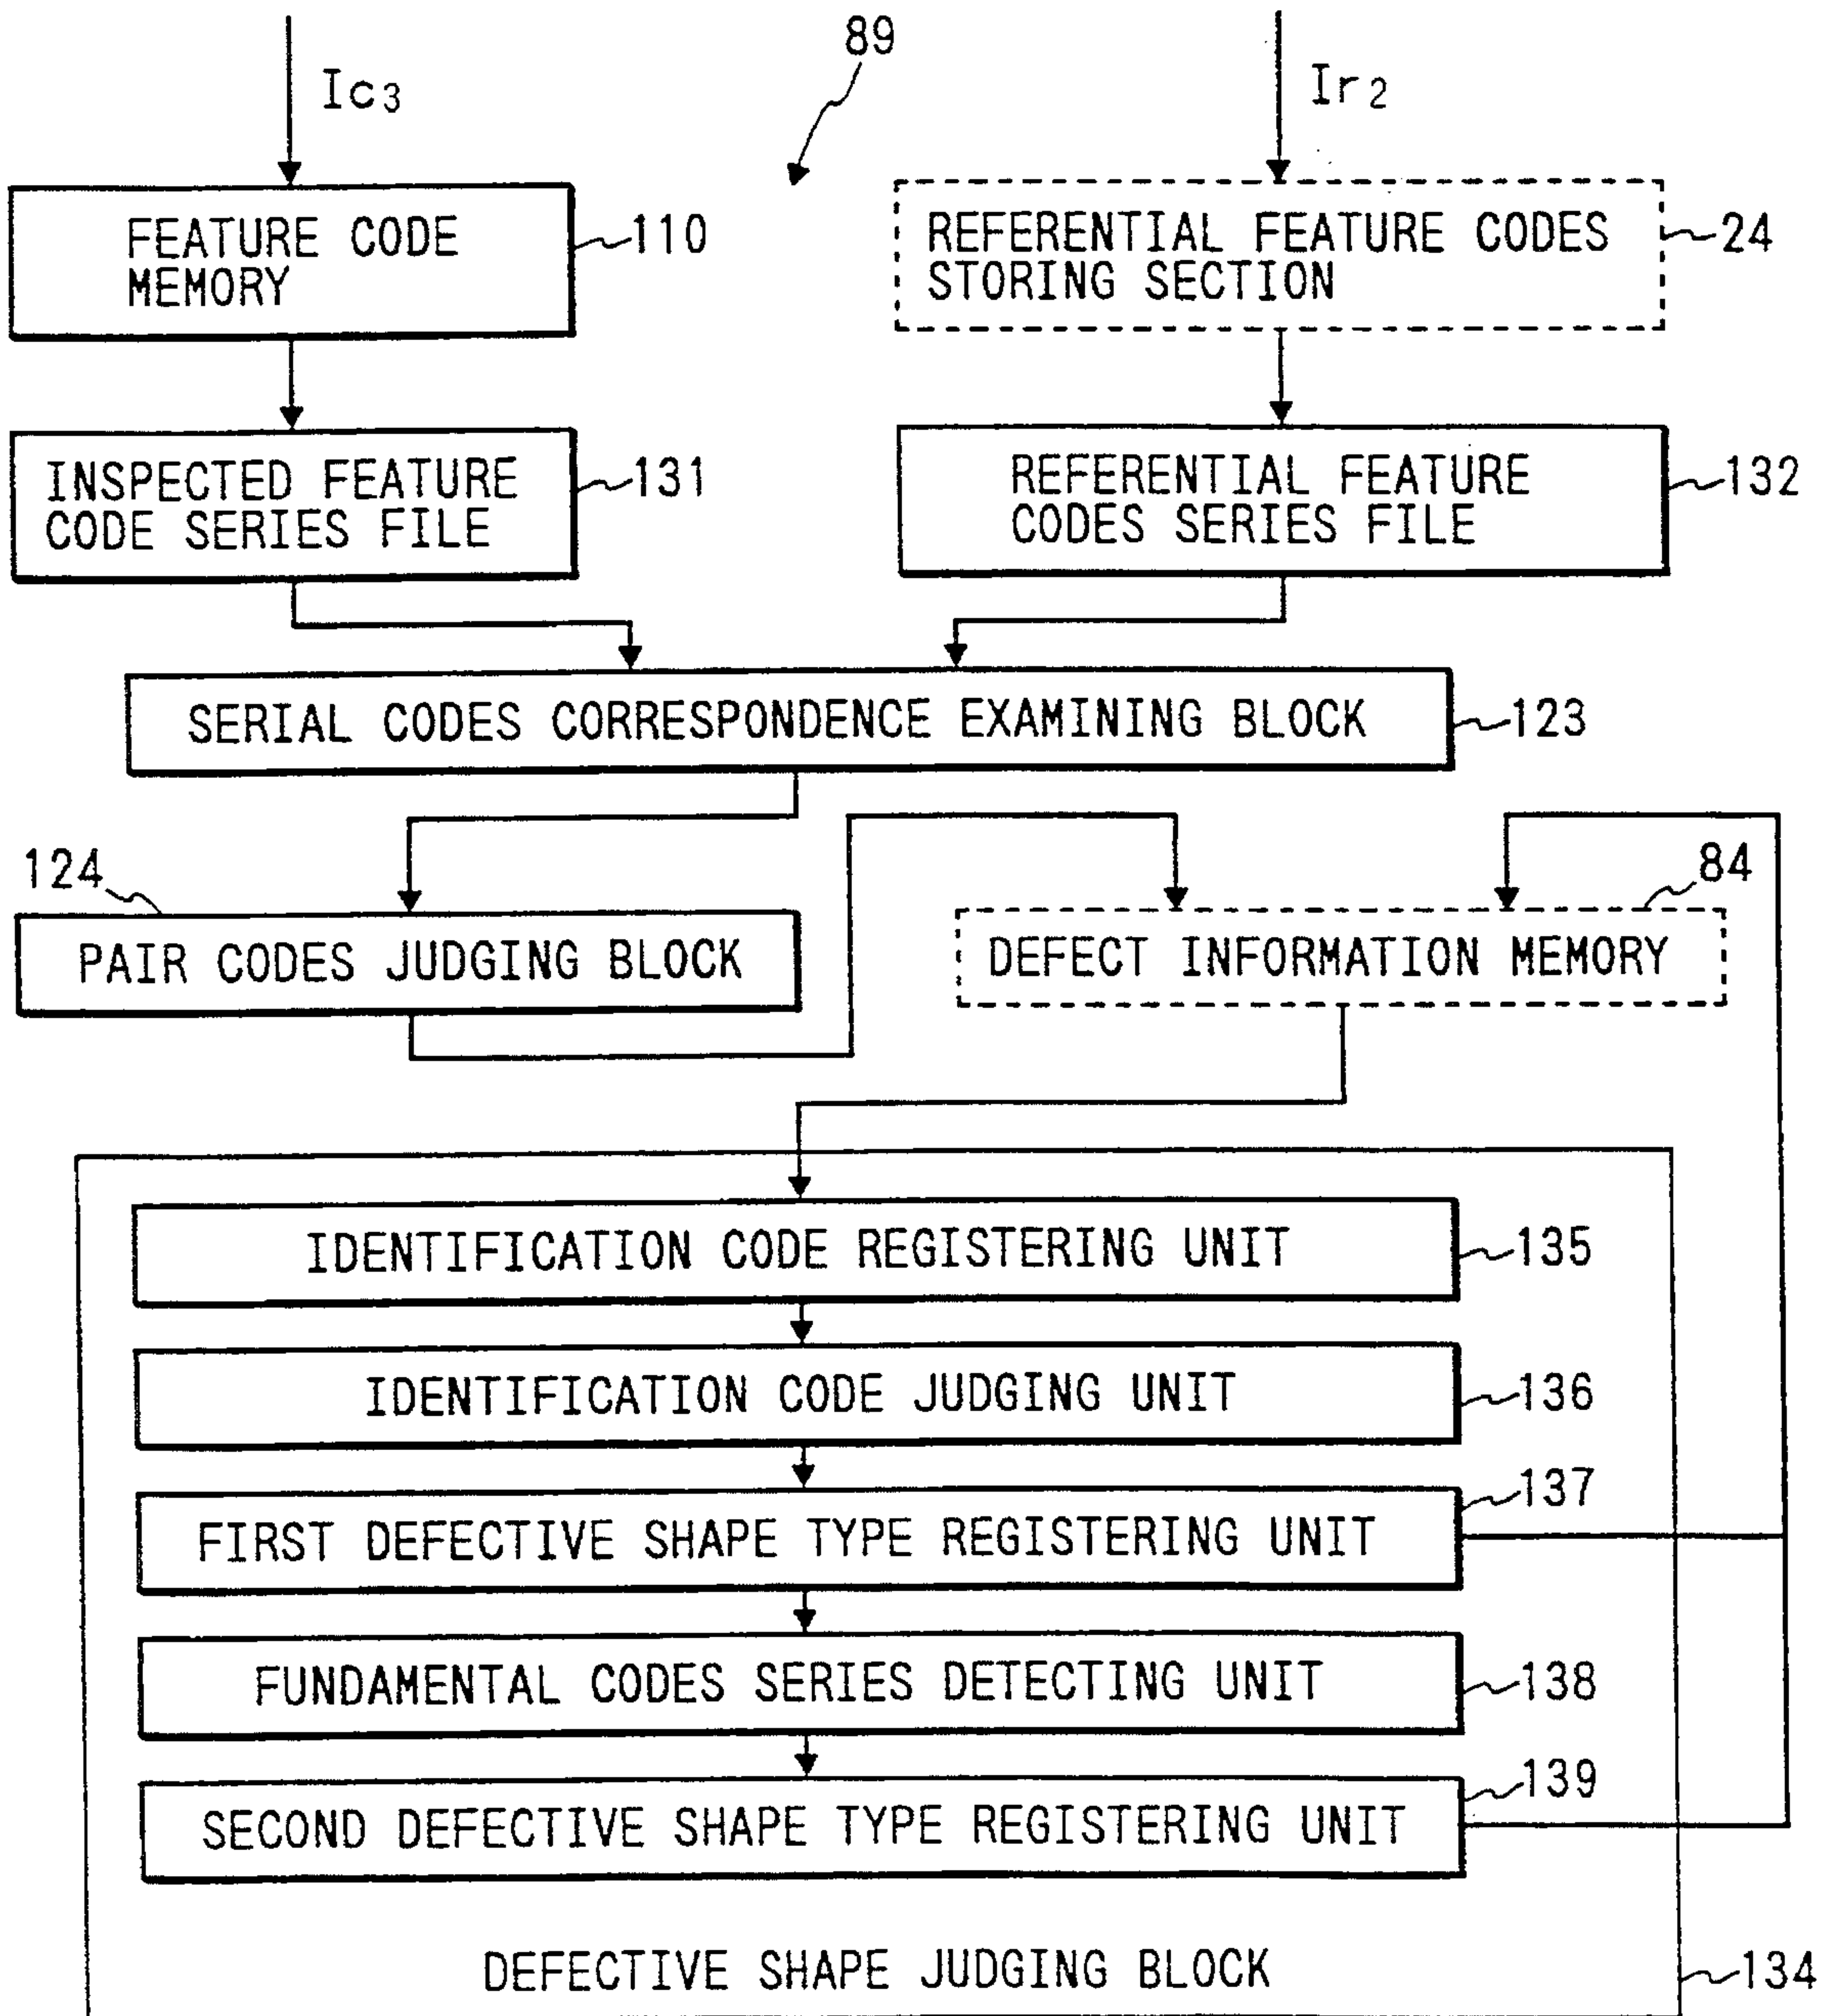 89
Ic3
Ir2
FEATURE CODE
MEMORY
110
REFERENTIAL FEATURE CODES
STORING SECTION
24
INSPECTED FEATURE
CODE SERIES FILE
131
REFERENTIAL FEATURE
CODES SERIES FILE
132
SERIAL CODES CORRESPONDENCE EXAMINING BLOCK
123
124
PAIR CODES JUDGING BLOCK
84
DEFECT INFORMATION MEMORY
IDENTIFICATION CODE REGISTERING UNIT
135
IDENTIFICATION CODE JUDGING UNIT
136
FIRST DEFECTIVE SHAPE TYPE REGISTERING UNIT
137
FUNDAMENTAL CODES SERIES DETECTING UNIT
138
SECOND DEFECTIVE SHAPE TYPE REGISTERING UNIT
139
DEFECTIVE SHAPE JUDGING BLOCK
134